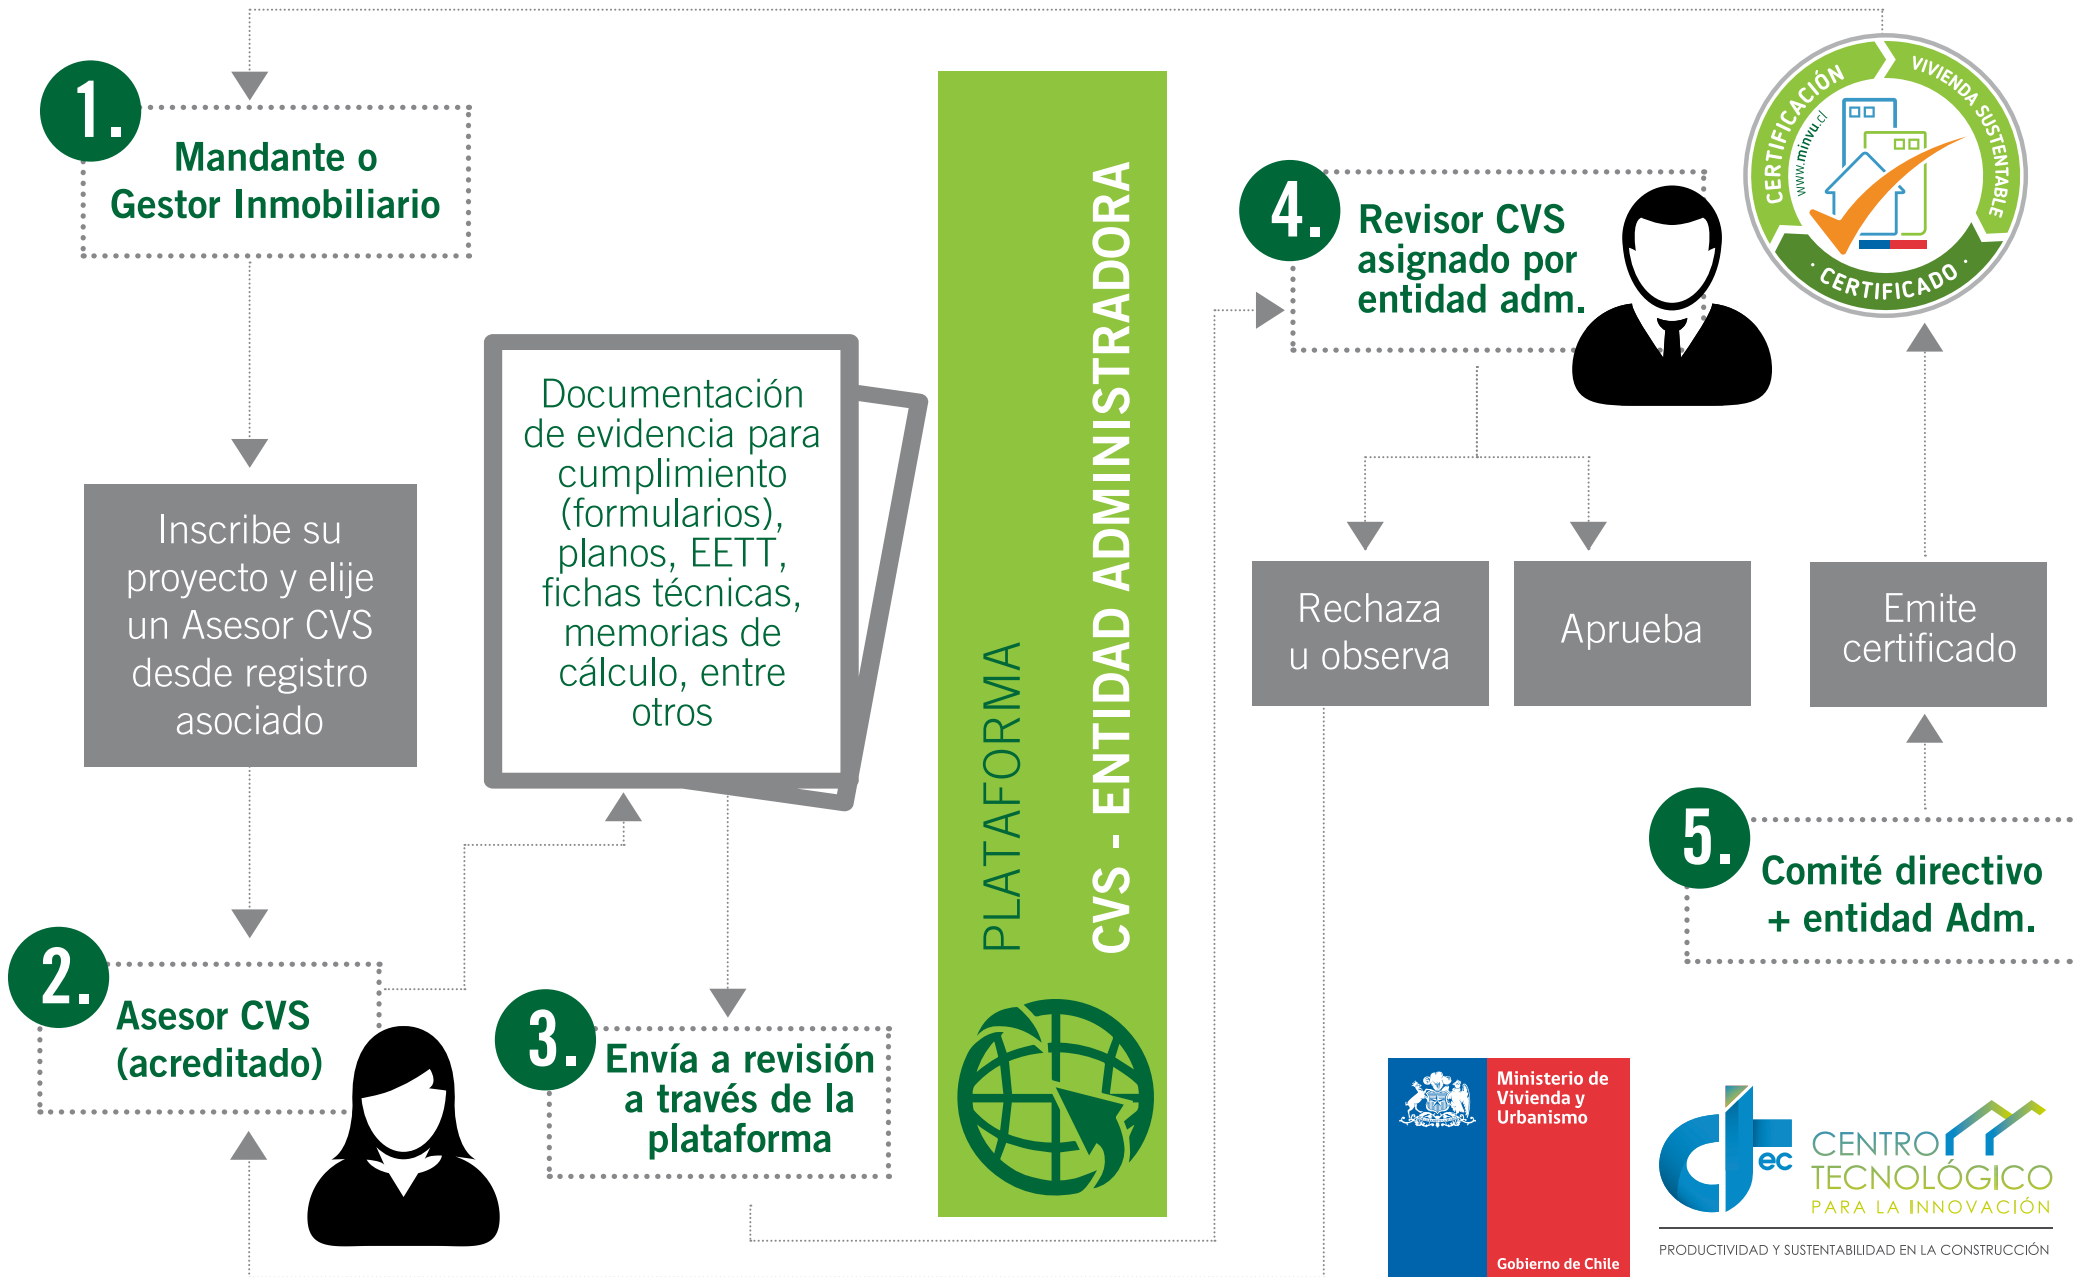 1.
Mandante o
Gestor Inmobiliario
Inscribe su
proyecto y elije
un Asesor CVS
desde registro
asociado
2.
Asesor CVS
(acreditado)
Documentación
de evidencia para
cumplimiento
(formularios),
planos, EETT,
fichas técnicas,
memorias de
cálculo, entre
otros
3.
Envía a revisión
a través de la
plataforma
PLATAFORMA
CVS - ENTIDAD ADMINISTRADORA
4.
Revisor CVS
asignado por
entidad adm.
Rechaza
u observa
Aprueba
Emite
certificado
5.
Comité directivo
+ entidad Adm.
CERTIFICACIÓN
VIVIENDA SUSTENTABLE
www.minvu.cl
· CERTIFICADO ·
Ministerio de
Vivienda y
Urbanismo
Gobierno de Chile
ctec
CENTRO
TECNOLÓGICO
PARA LA INNOVACIÓN
PRODUCTIVIDAD Y SUSTENTABILIDAD EN LA CONSTRUCCIÓN